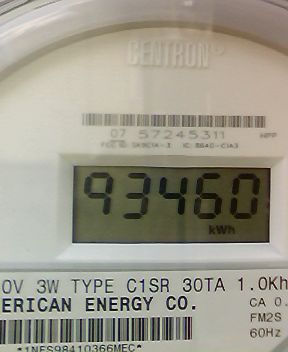 CENTRON
07 57245311
93460
kWh
0V 3W TYPE C1SR 30TA 1.0Kh
ERICAN ENERGY CO.
CA 0.
FM2S
60Hz
*1NFS98410366MEC*